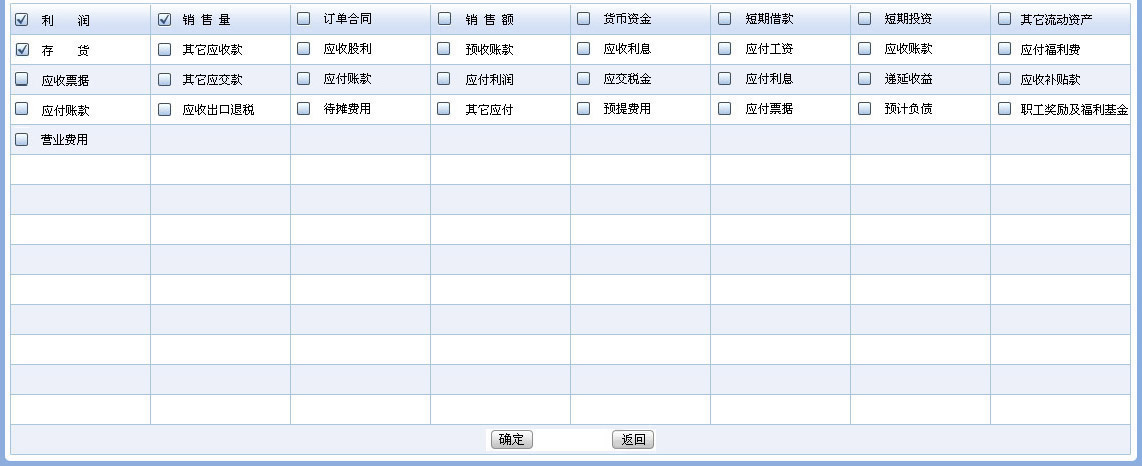 利 润 销 售 量 订单合同 销 售 额 货币资金 短期借款 短期投资 其它流动资产
存 货 其它应收款 应收股利 预收账款 应收利息 应付工资 应收账款 应付福利费
应收票据 其它应交款 应付账款 应付利润 应交税金 应付利息 递延收益 应收补贴款
应付账款 应收出口退税 待摊费用 其它应付 预提费用 应付票据 预计负债 职工奖励及福利基金
营业费用
确定 返回